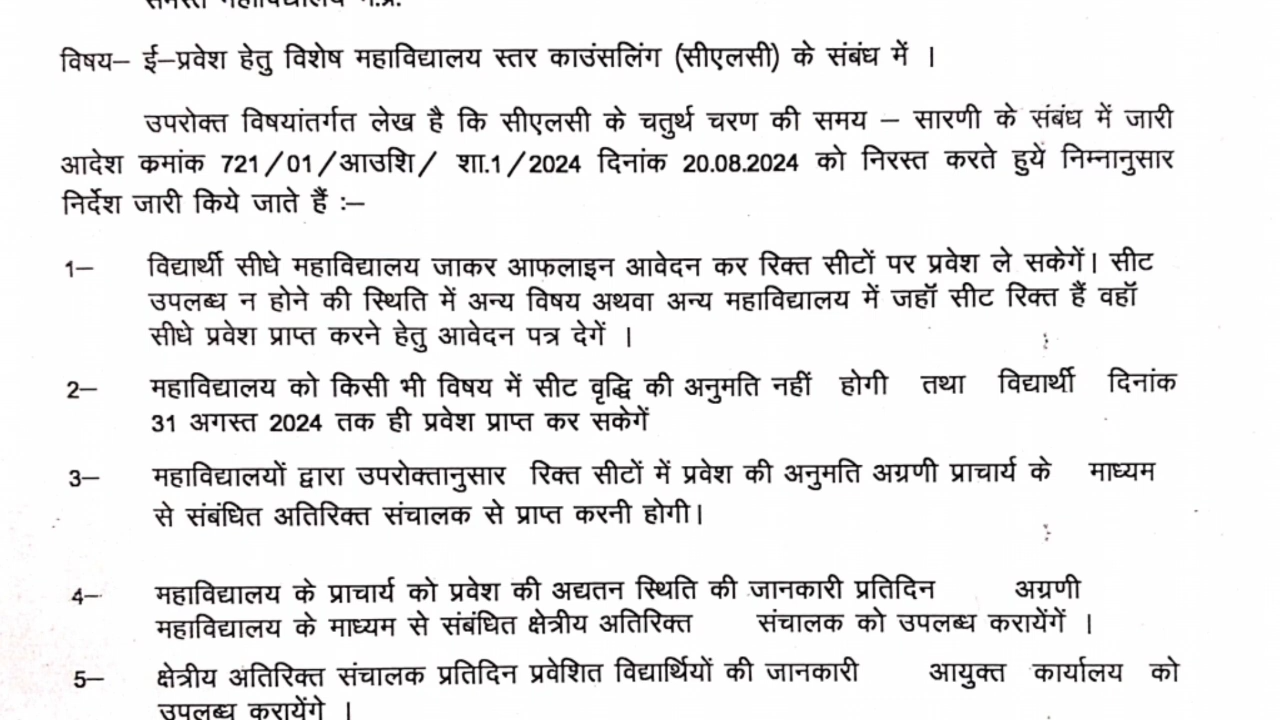 समस्त महाविद्यालय म.प्र.
विषय– ई–प्रवेश हेतु विशेष महाविद्यालय स्तर काउंसलिंग (सीएलसी) के संबंध में ।
उपरोक्त विषयांतर्गत लेख है कि सीएलसी के चतुर्थ चरण की समय – सारणी के संबंध में जारी
आदेश कमांक 721/01/आउशि/ शा.1/2024 दिनांक 20.08.2024 को निरस्त करते हुयें निम्नानुसार
निर्देश जारी किये जाते हैं :–
1– विद्यार्थी सीधे महाविद्यालय जाकर आफलाइन आवेदन कर रिक्त सीटों पर प्रवेश ले सकेगें। सीट
उपलब्ध न होने की स्थिति में अन्य विषय अथवा अन्य महाविद्यालय में जहॉ सीट रिक्त हैं वहॉ
सीधे प्रवेश प्राप्त करने हेतु आवेदन पत्र देगें ।
2– महाविद्यालय को किसी भी विषय में सीट वृद्धि की अनुमति नहीं होगी तथा विद्यार्थी दिनांक
31 अगस्त 2024 तक ही प्रवेश प्राप्त कर सकेगें
3– महाविद्यालयों द्वारा उपरोक्तानुसार रिक्त सीटों में प्रवेश की अनुमति अग्रणी प्राचार्य के माध्यम
से संबंधित अतिरिक्त संचालक से प्राप्त करनी होगी।
4– महाविद्यालय के प्राचार्य को प्रवेश की अद्यतन स्थिति की जानकारी प्रतिदिन अग्रणी
महाविद्यालय के माध्यम से संबंधित क्षेत्रीय अतिरिक्त संचालक को उपलब्ध करायेंगें ।
5– क्षेत्रीय अतिरिक्त संचालक प्रतिदिन प्रवेशित विद्यार्थियों की जानकारी आयुक्त कार्यालय को
उपलब्ध करायेंगे ।